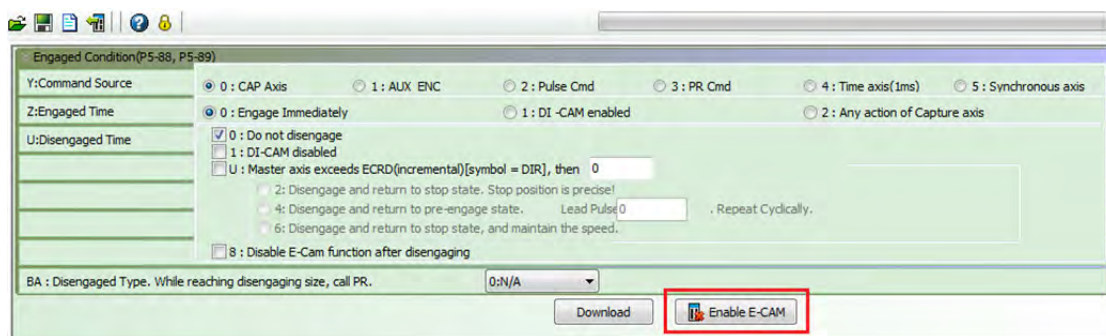 Engaged Condition(P5-88, P5-89)
Y:Command Source 0 : CAP Axis 1 : AUX ENC 2 : Pulse Cmd 3 : PR Cmd 4 : Time axis(1ms) 5 : Synchronous axis
Z:Engaged Time 0 : Engage Immediately 1 : DI -CAM enabled 2 : Any action of Capture axis
U:Disengaged Time 0 : Do not disengage
1 : DI-CAM disabled
U : Master axis exceeds ECRD(incremental)[symbol = DIR], then 0
2: Disengage and return to stop state. Stop position is precise!
4: Disengage and return to pre-engage state. Lead Pulse 0 . Repeat Cyclically.
6: Disengage and return to stop state, and maintain the speed.
8 : Disable E-Cam function after disengaging
BA : Disengaged Type. While reaching disengaging size, call PR. 0:N/A
Download Enable E-CAM